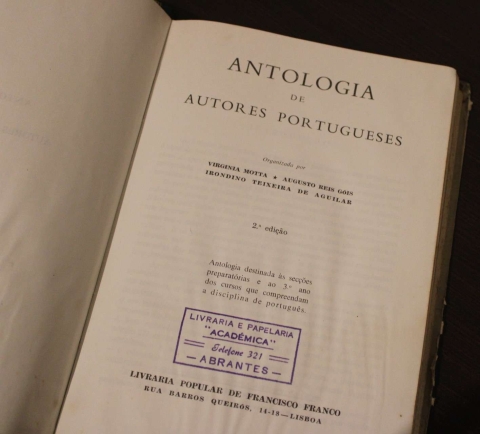 ANTOLOGIA
DE
AUTORES PORTUGUESES
Organizada por
VIRGINIA MOTTA * AUGUSTO REIS GÓIS
IRONDINO TEIXEIRA DE AGUILAR
2.ª edição
Antologia destinada às secções
preparatórias e ao 3.º ano
dos cursos que compreendam
a disciplina de português.
LIVRARIA E PAPELARIA
"ACADÉMICA"
Telefone 321
— ABRANTES —
LIVRARIA POPULAR DE FRANCISCO FRANCO
RUA BARROS QUEIRÓS, 14-18—LISBOA